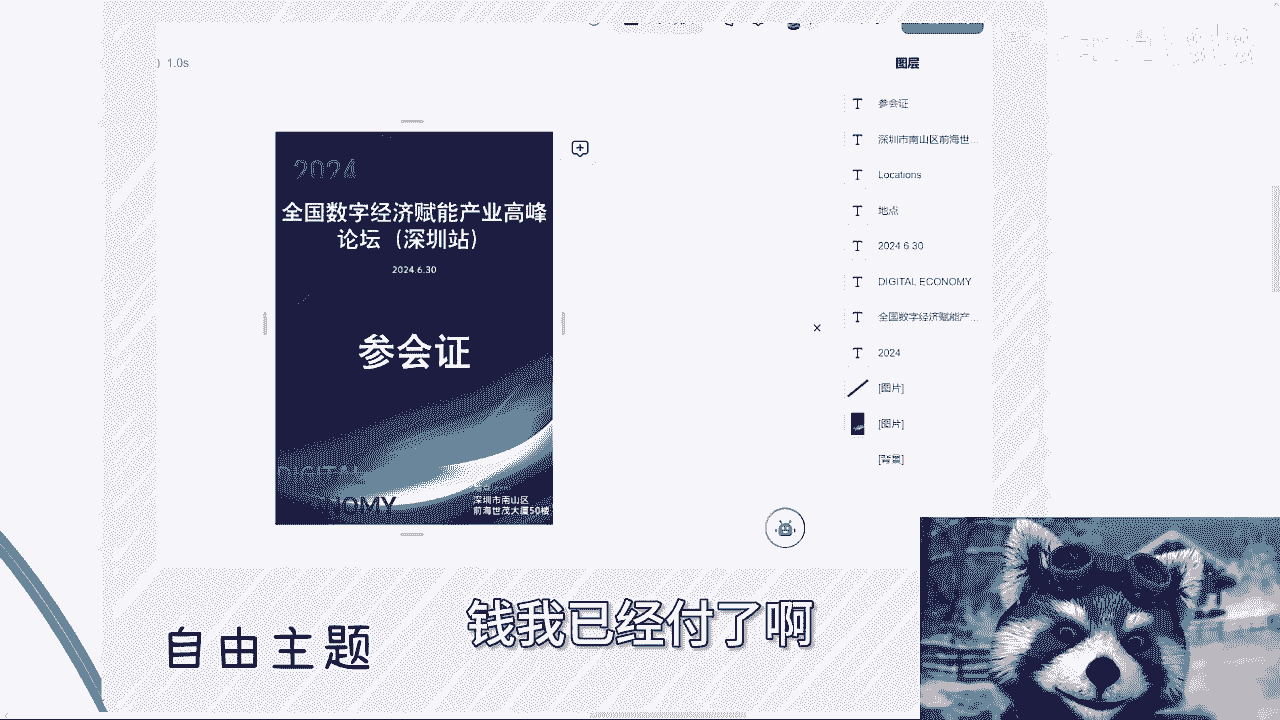 1.0s
图层
参会证
深圳市南山区前海世...
Locations
地点
2024 6 30
DIGITAL ECONOMY
全国数字经济赋能产...
2024
[图片]
[图片]
[背景]
2024
全国数字经济赋能产业高峰
论坛（深圳站）
2024.6.30
参会证
DIGITAL
NOMY
深圳市南山区
前海世茂大厦50楼
自由主题
钱我已经付了啊